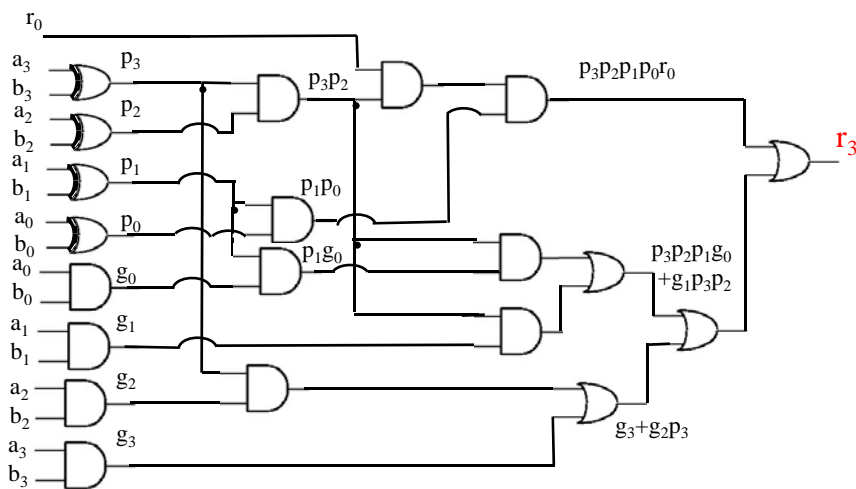 r₀
a₃ p₃
b₃
p₃p₂
p₃p₂p₁p₀r₀
a₂ p₂
b₂
a₁ p₁
b₁
r₃
p₁p₀
a₀ p₀
b₀
p₁g₀
p₃p₂p₁g₀
+g₁p₃p₂
a₀ g₀
b₀
a₁ g₁
b₁
a₂ g₂
b₂
g₃+g₂p₃
a₃ g₃
b₃